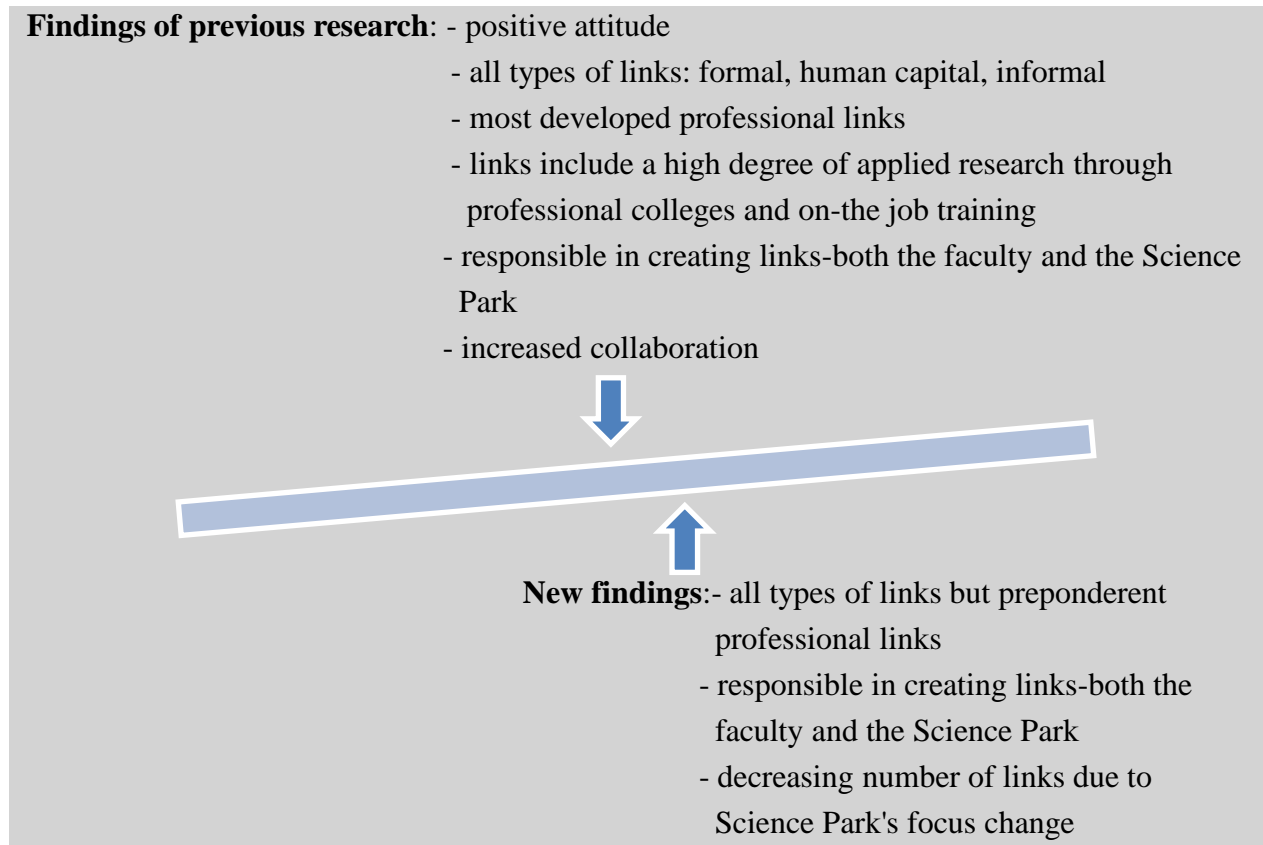 Findings of previous research: - positive attitude
- all types of links: formal, human capital, informal
- most developed professional links
- links include a high degree of applied research through
professional colleges and on-the job training
- responsible in creating links-both the faculty and the Science
Park
- increased collaboration
New findings:- all types of links but preponderent
professional links
- responsible in creating links-both the
faculty and the Science Park
- decreasing number of links due to
Science Park's focus change